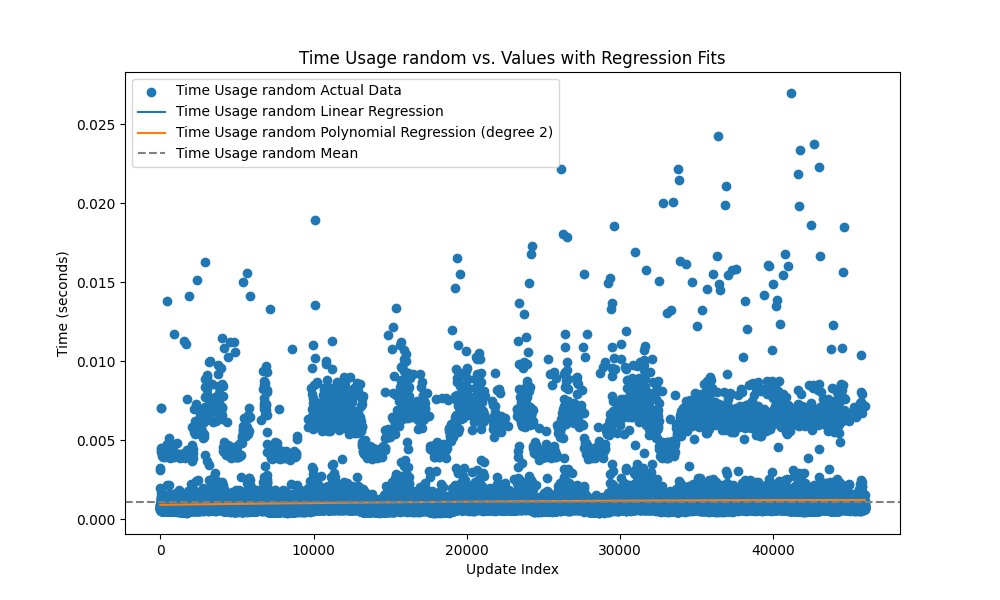 Time Usage random vs. Values with Regression Fits
Time Usage random Actual Data
Time Usage random Linear Regression
Time Usage random Polynomial Regression (degree 2)
Time Usage random Mean
0.025
0.020
0.015
0.010
0.005
0.000
Time (seconds)
0
10000
20000
30000
40000
Update Index